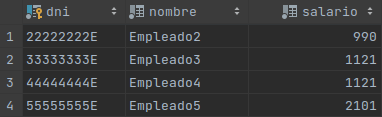 dni nombre salario
1 22222222E Empleado2 990
2 33333333E Empleado3 1121
3 44444444E Empleado4 1121
4 55555555E Empleado5 2101